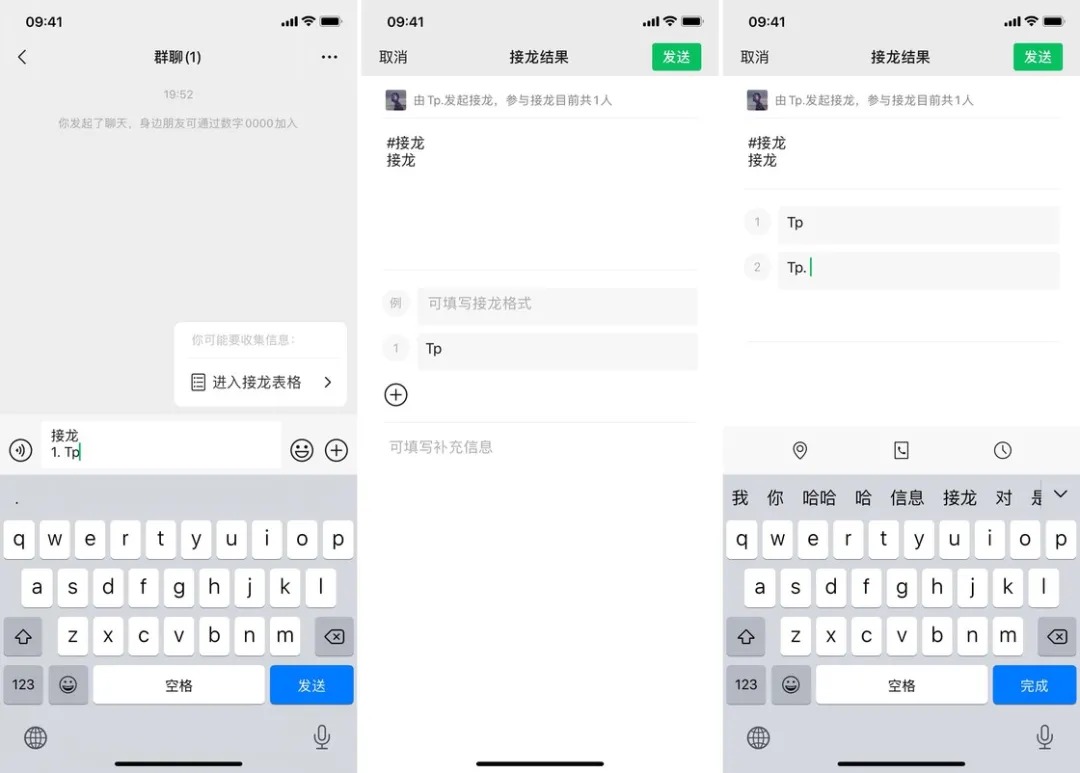 09:41
群聊(1)
19:52
你发起了聊天，身边朋友可通过数字0000加入
你可能要收集信息：
进入接龙表格
接龙
1. Tp
.
q w e r t y u i o p
a s d f g h j k l
z x c v b n m
123 空格 发送
09:41
取消 接龙结果 发送
由Tp.发起接龙，参与接龙目前共1人
#接龙
接龙
例 可填写接龙格式
1 Tp
可填写补充信息
09:41
取消 接龙结果 发送
由Tp.发起接龙，参与接龙目前共1人
#接龙
接龙
1 Tp
2 Tp.
我 你 哈哈 哈 信息 接龙 对
q w e r t y u i o p
a s d f g h j k l
z x c v b n m
123 空格 完成